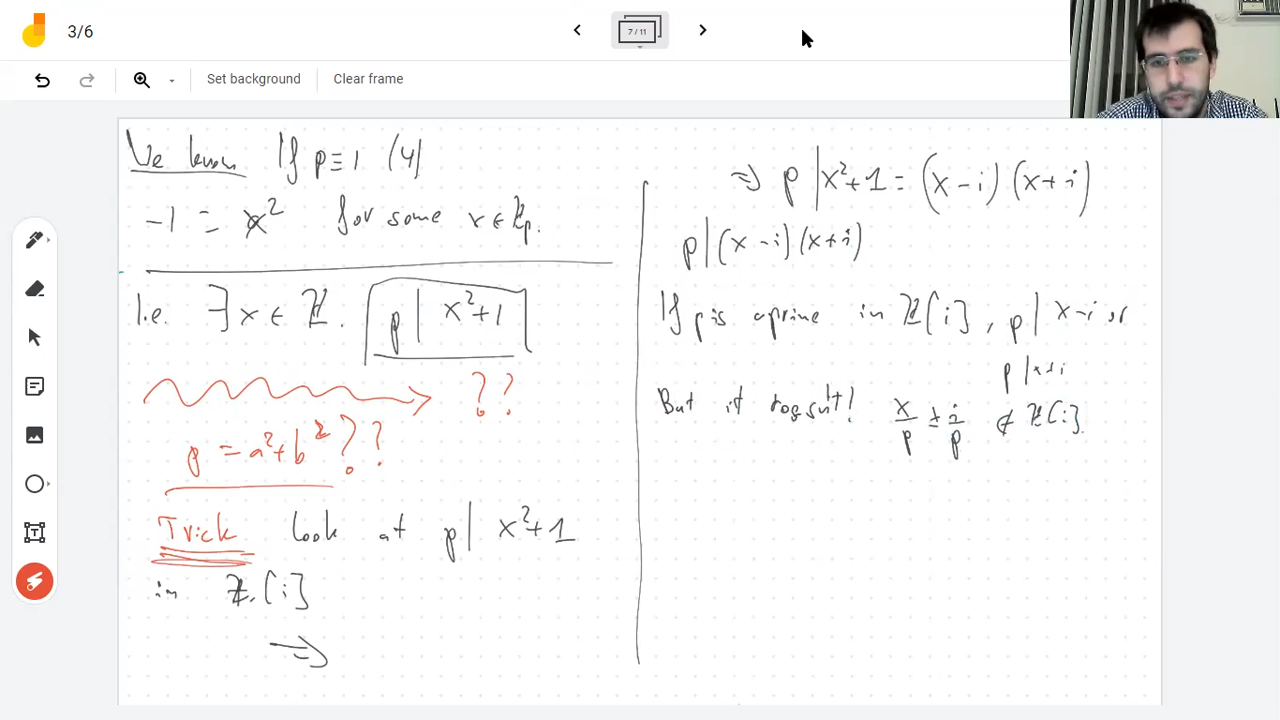 3/6
7 / 11
Set background
Clear frame
We know If p ≡ 1 (4)
-1 = x² for some x ∈ ℤp.
I.e. ∃ x ∈ ℤ. p | x²+1
??
p = a²+b² ??
Trick look at p | x²+1
in ℤ[i]
⇒
⇒ p | x²+1 = (x-i)(x+i)
p | (x-i)(x+i)
If p is a prime in ℤ[i], p | x-i or
p | x+i
But it doesn't! x/p ± i/p ∉ ℤ[i].